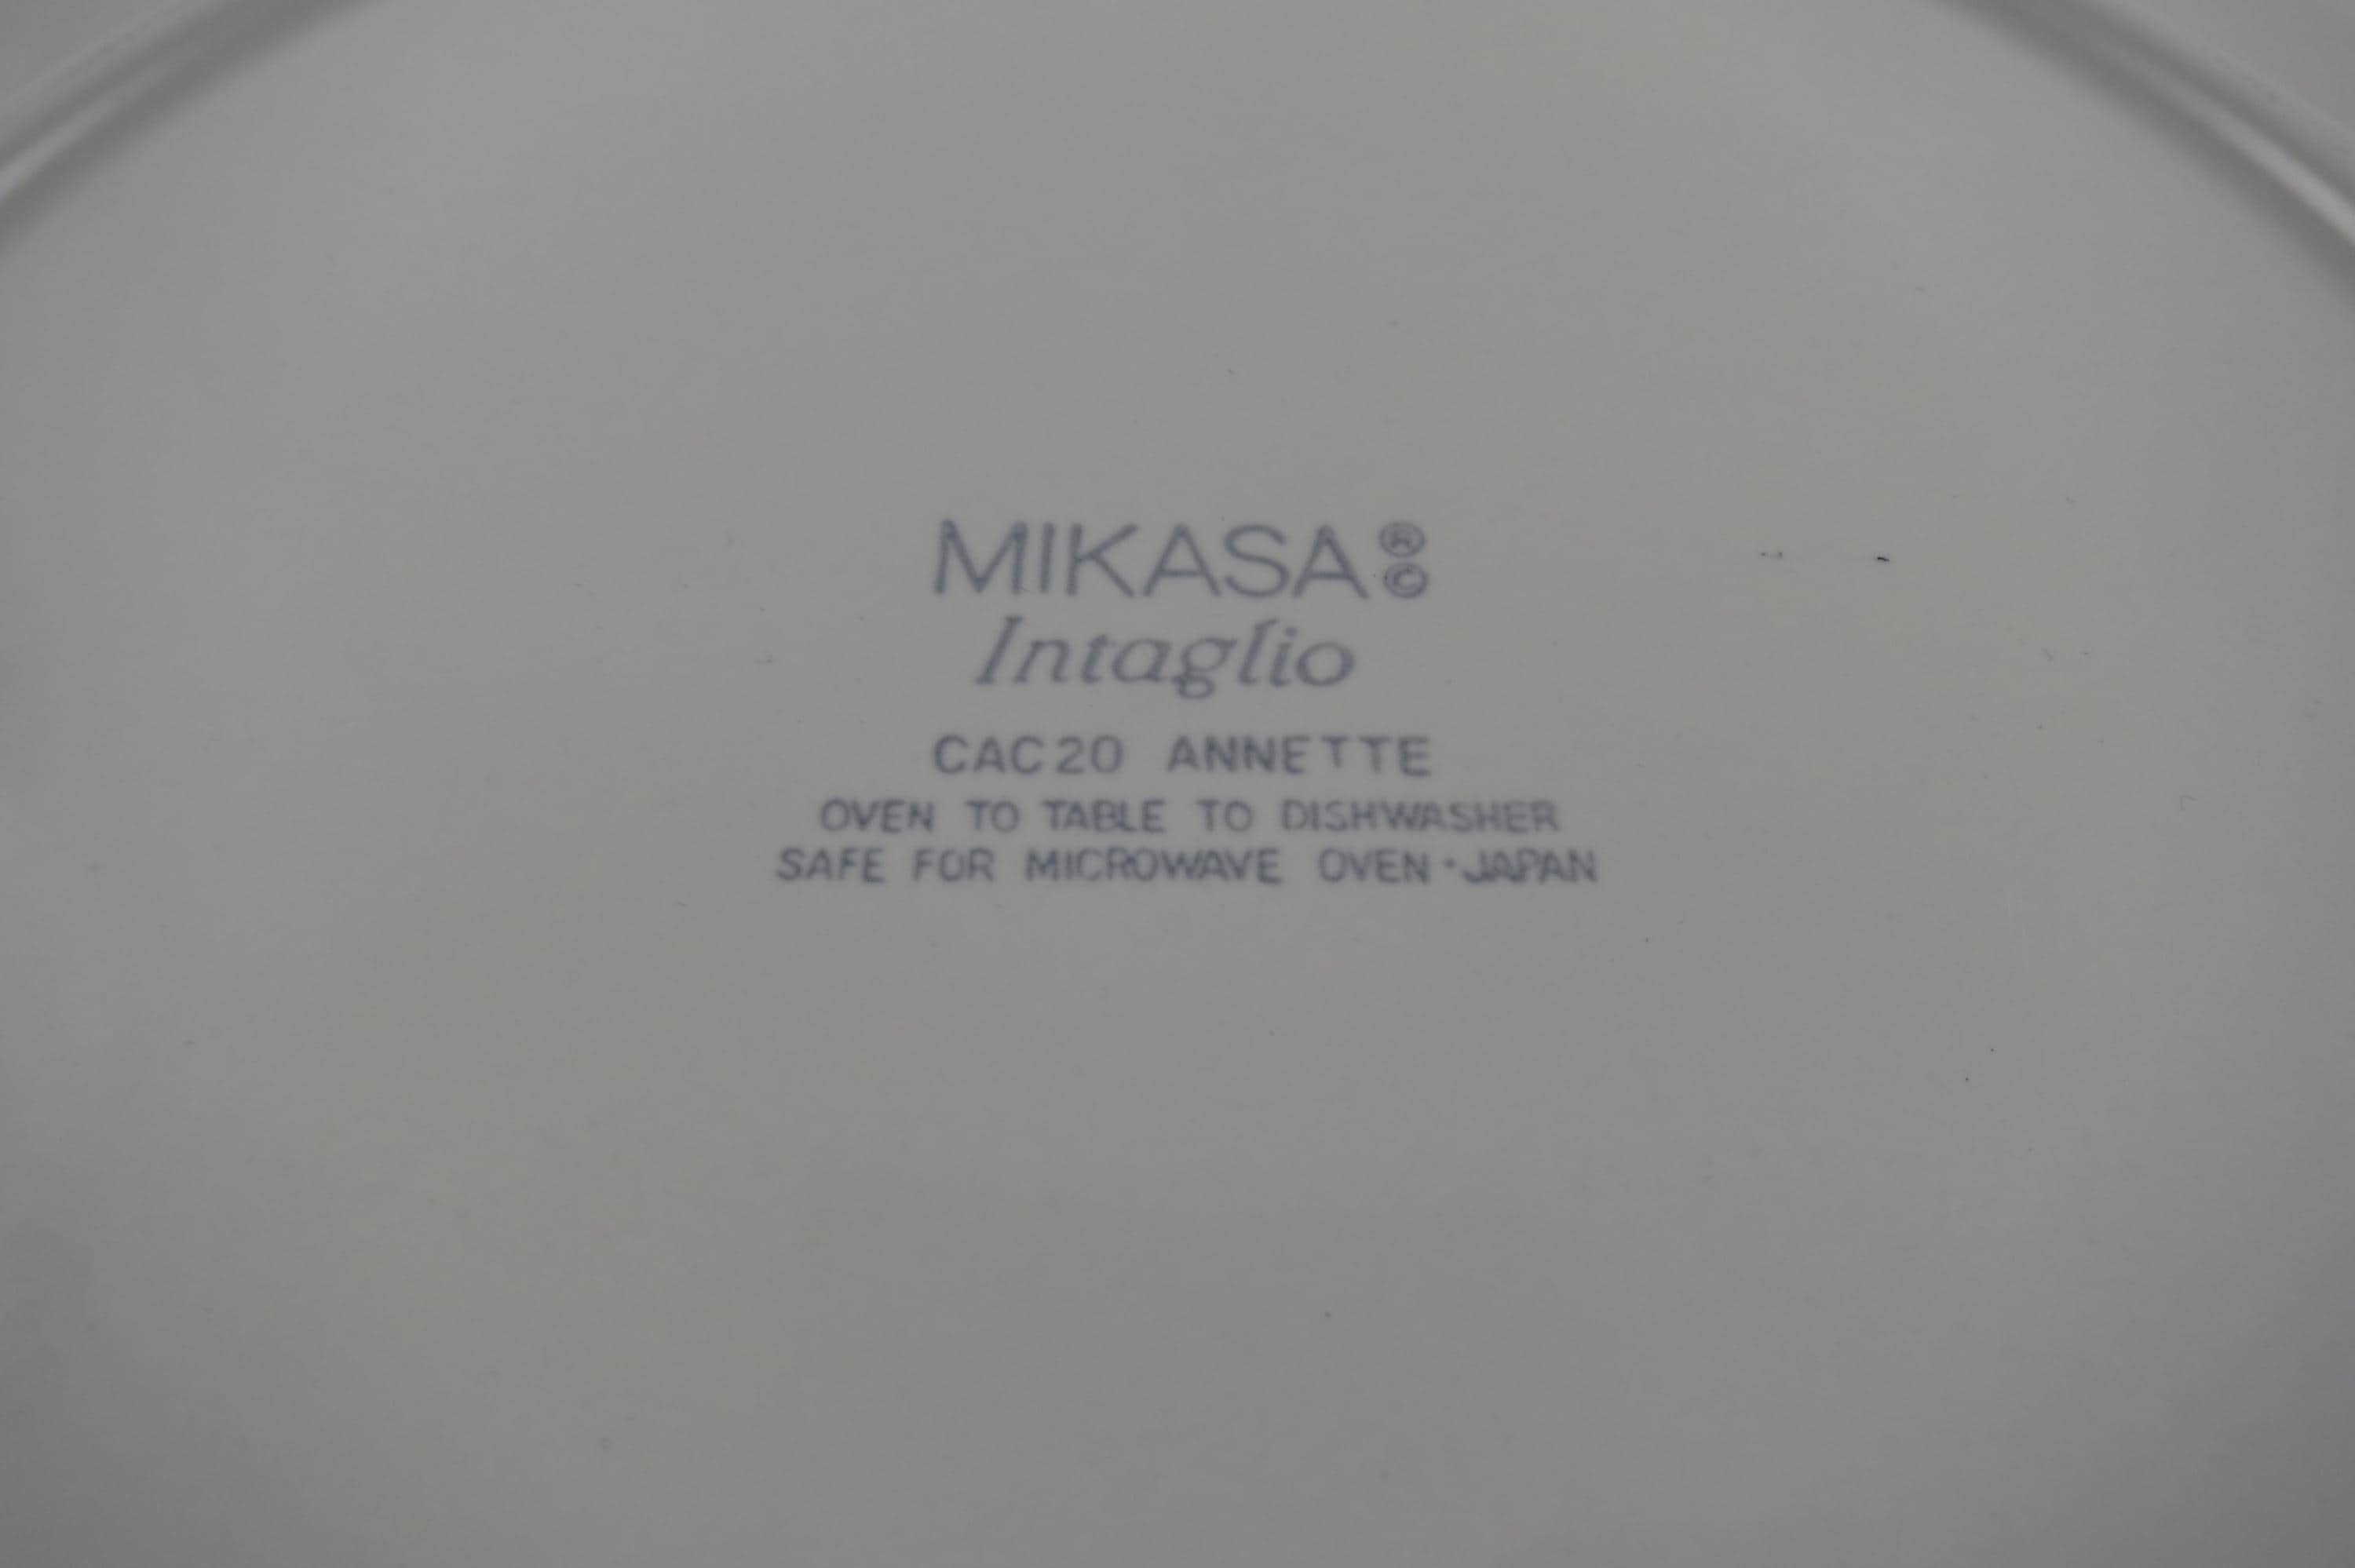 MIKASA®©
Intaglio
CAC20 ANNETTE
OVEN TO TABLE TO DISHWASHER
SAFE FOR MICROWAVE OVEN·JAPAN